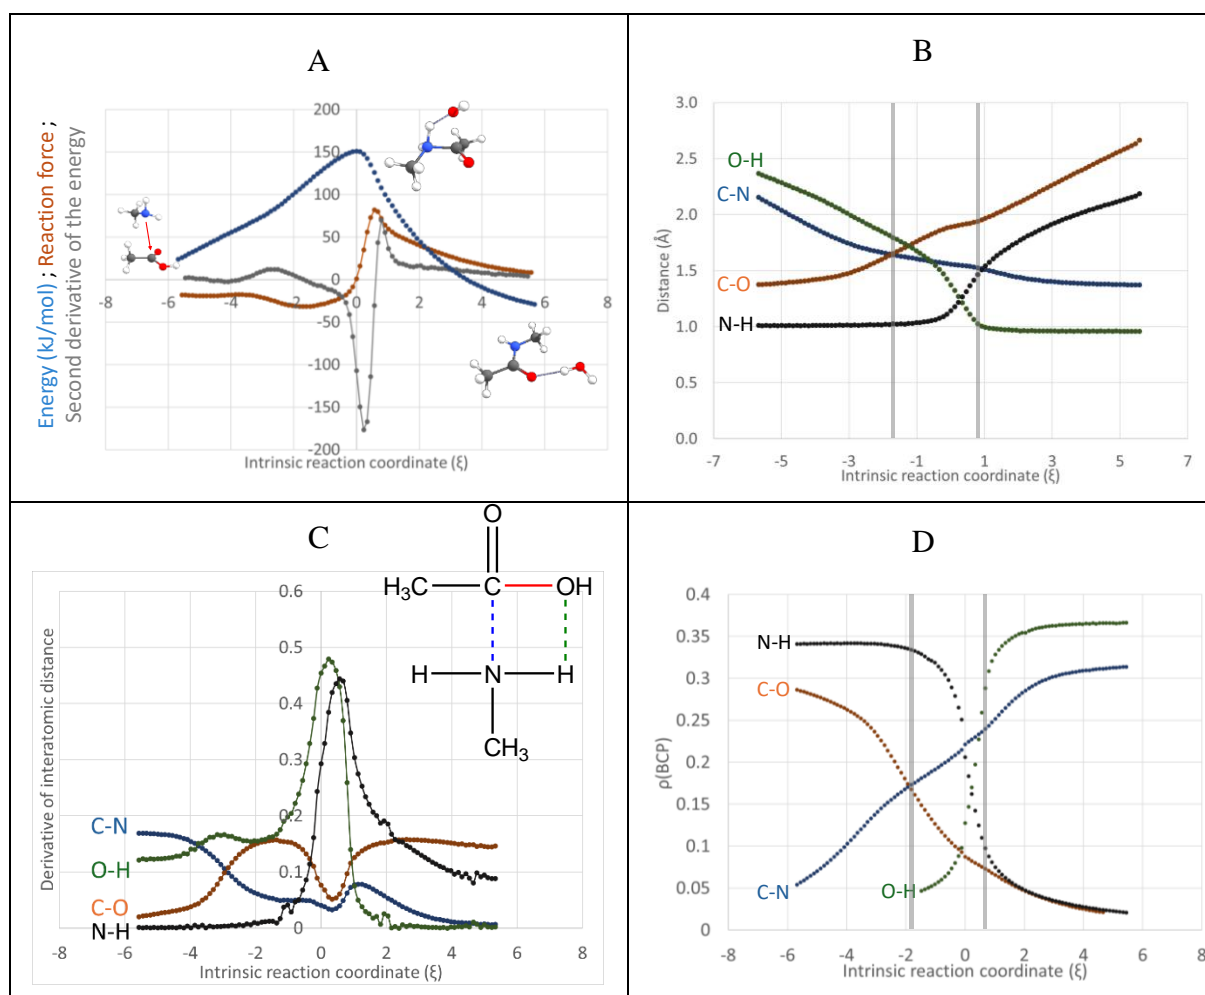 A
Energy (kJ/mol) ; Reaction force ;
Second derivative of the energy
200
150
100
50
0
-50
-100
-150
-200
-8
-6
-4
-2
0
2
4
6
8
Intrinsic reaction coordinate (ξ)
B
Distance (Å)
3.0
2.5
2.0
1.5
1.0
0.5
0.0
O-H
C-N
C-O
N-H
-7
-5
-3
-1
1
3
5
7
Intrinsic reaction coordinate (ξ)
C
Derivative of interatomic distance
0.6
0.5
0.4
0.3
0.2
0.1
0
C-N
O-H
C-O
N-H
-8
-6
-4
-2
0
2
4
6
8
Intrinsic reaction coordinate (ξ)
O
H3C
C
OH
H
N
H
CH3
D
ρ(BCP)
0.4
0.35
0.3
0.25
0.2
0.15
0.1
0.05
0
N-H
C-O
C-N
O-H
-8
-6
-4
-2
0
2
4
6
8
Intrinsic reaction coordinate (ξ)